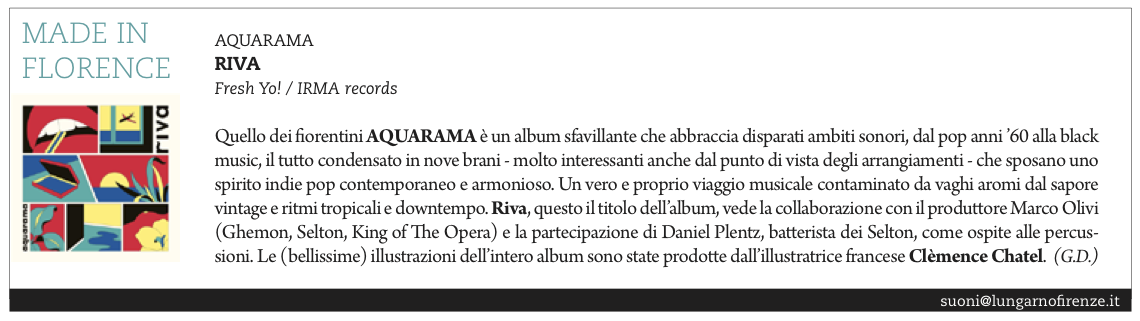 MADE IN
FLORENCE
riva
aquarama
AQUARAMA
RIVA
Fresh Yo! / IRMA records
Quello dei fiorentini AQUARAMA è un album sfavillante che abbraccia disparati ambiti sonori, dal pop anni ’60 alla black
music, il tutto condensato in nove brani - molto interessanti anche dal punto di vista degli arrangiamenti - che sposano uno
spirito indie pop contemporaneo e armonioso. Un vero e proprio viaggio musicale contaminato da vaghi aromi dal sapore
vintage e ritmi tropicali e downtempo. Riva, questo il titolo dell’album, vede la collaborazione con il produttore Marco Olivi
(Ghemon, Selton, King of The Opera) e la partecipazione di Daniel Plentz, batterista dei Selton, come ospite alle percus-
sioni. Le (bellissime) illustrazioni dell’intero album sono state prodotte dall’illustratrice francese Clèmence Chatel. (G.D.)
suoni@lungarnofirenze.it